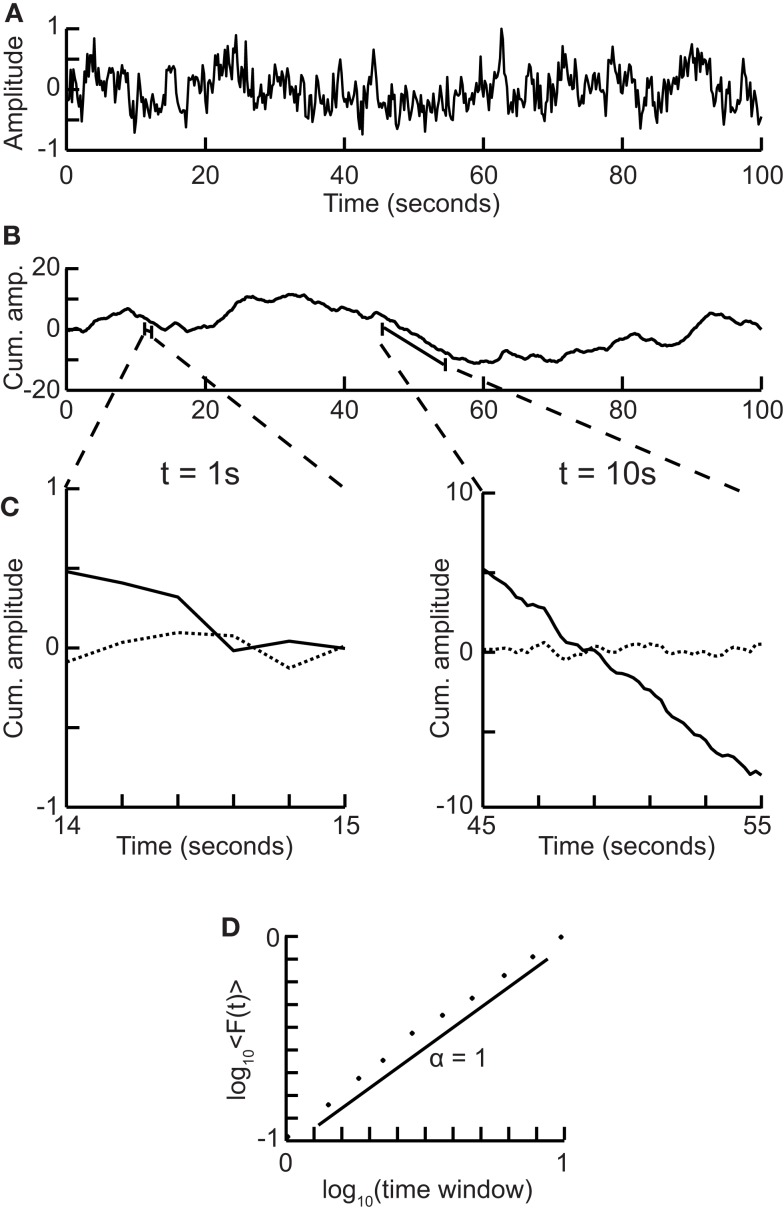 A
Amplitude
1
0
-1
0 20 40 60 80 100
Time (seconds)
B
Cum. amp.
20
0
-20
0 20 40 60 80 100
t = 1s
t = 10s
C
Cum. amplitude
1
0
-1
14 15
Time (seconds)
Cum. amplitude
10
0
-10
45 55
Time (seconds)
D
log₁₀<F(t)>
0
-1
α = 1
0 1
log₁₀(time window)